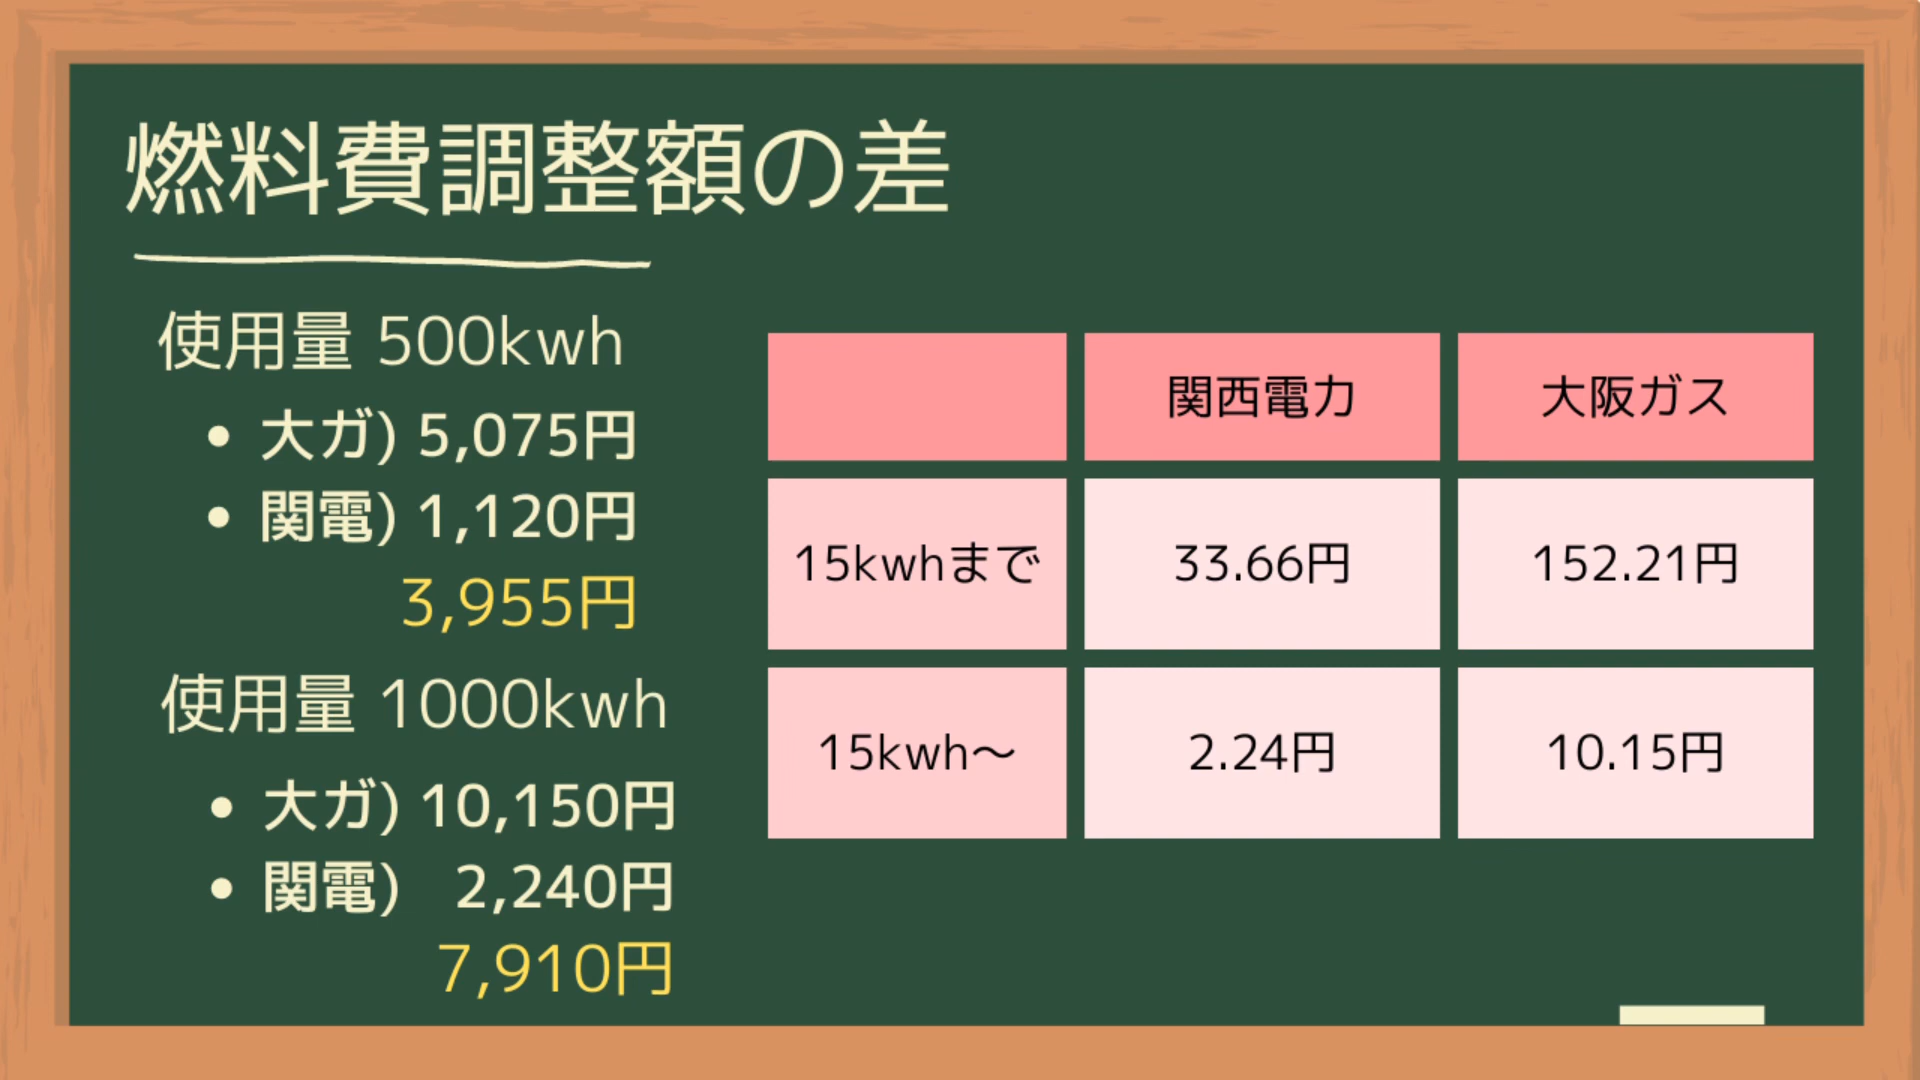 燃料費調整額の差
使用量 500kwh
• 大ガ) 5,075円
• 関電) 1,120円
3,955円
使用量 1000kwh
• 大ガ) 10,150円
• 関電) 2,240円
7,910円
関西電力 大阪ガス
15kwhまで 33.66円 152.21円
15kwh～ 2.24円 10.15円